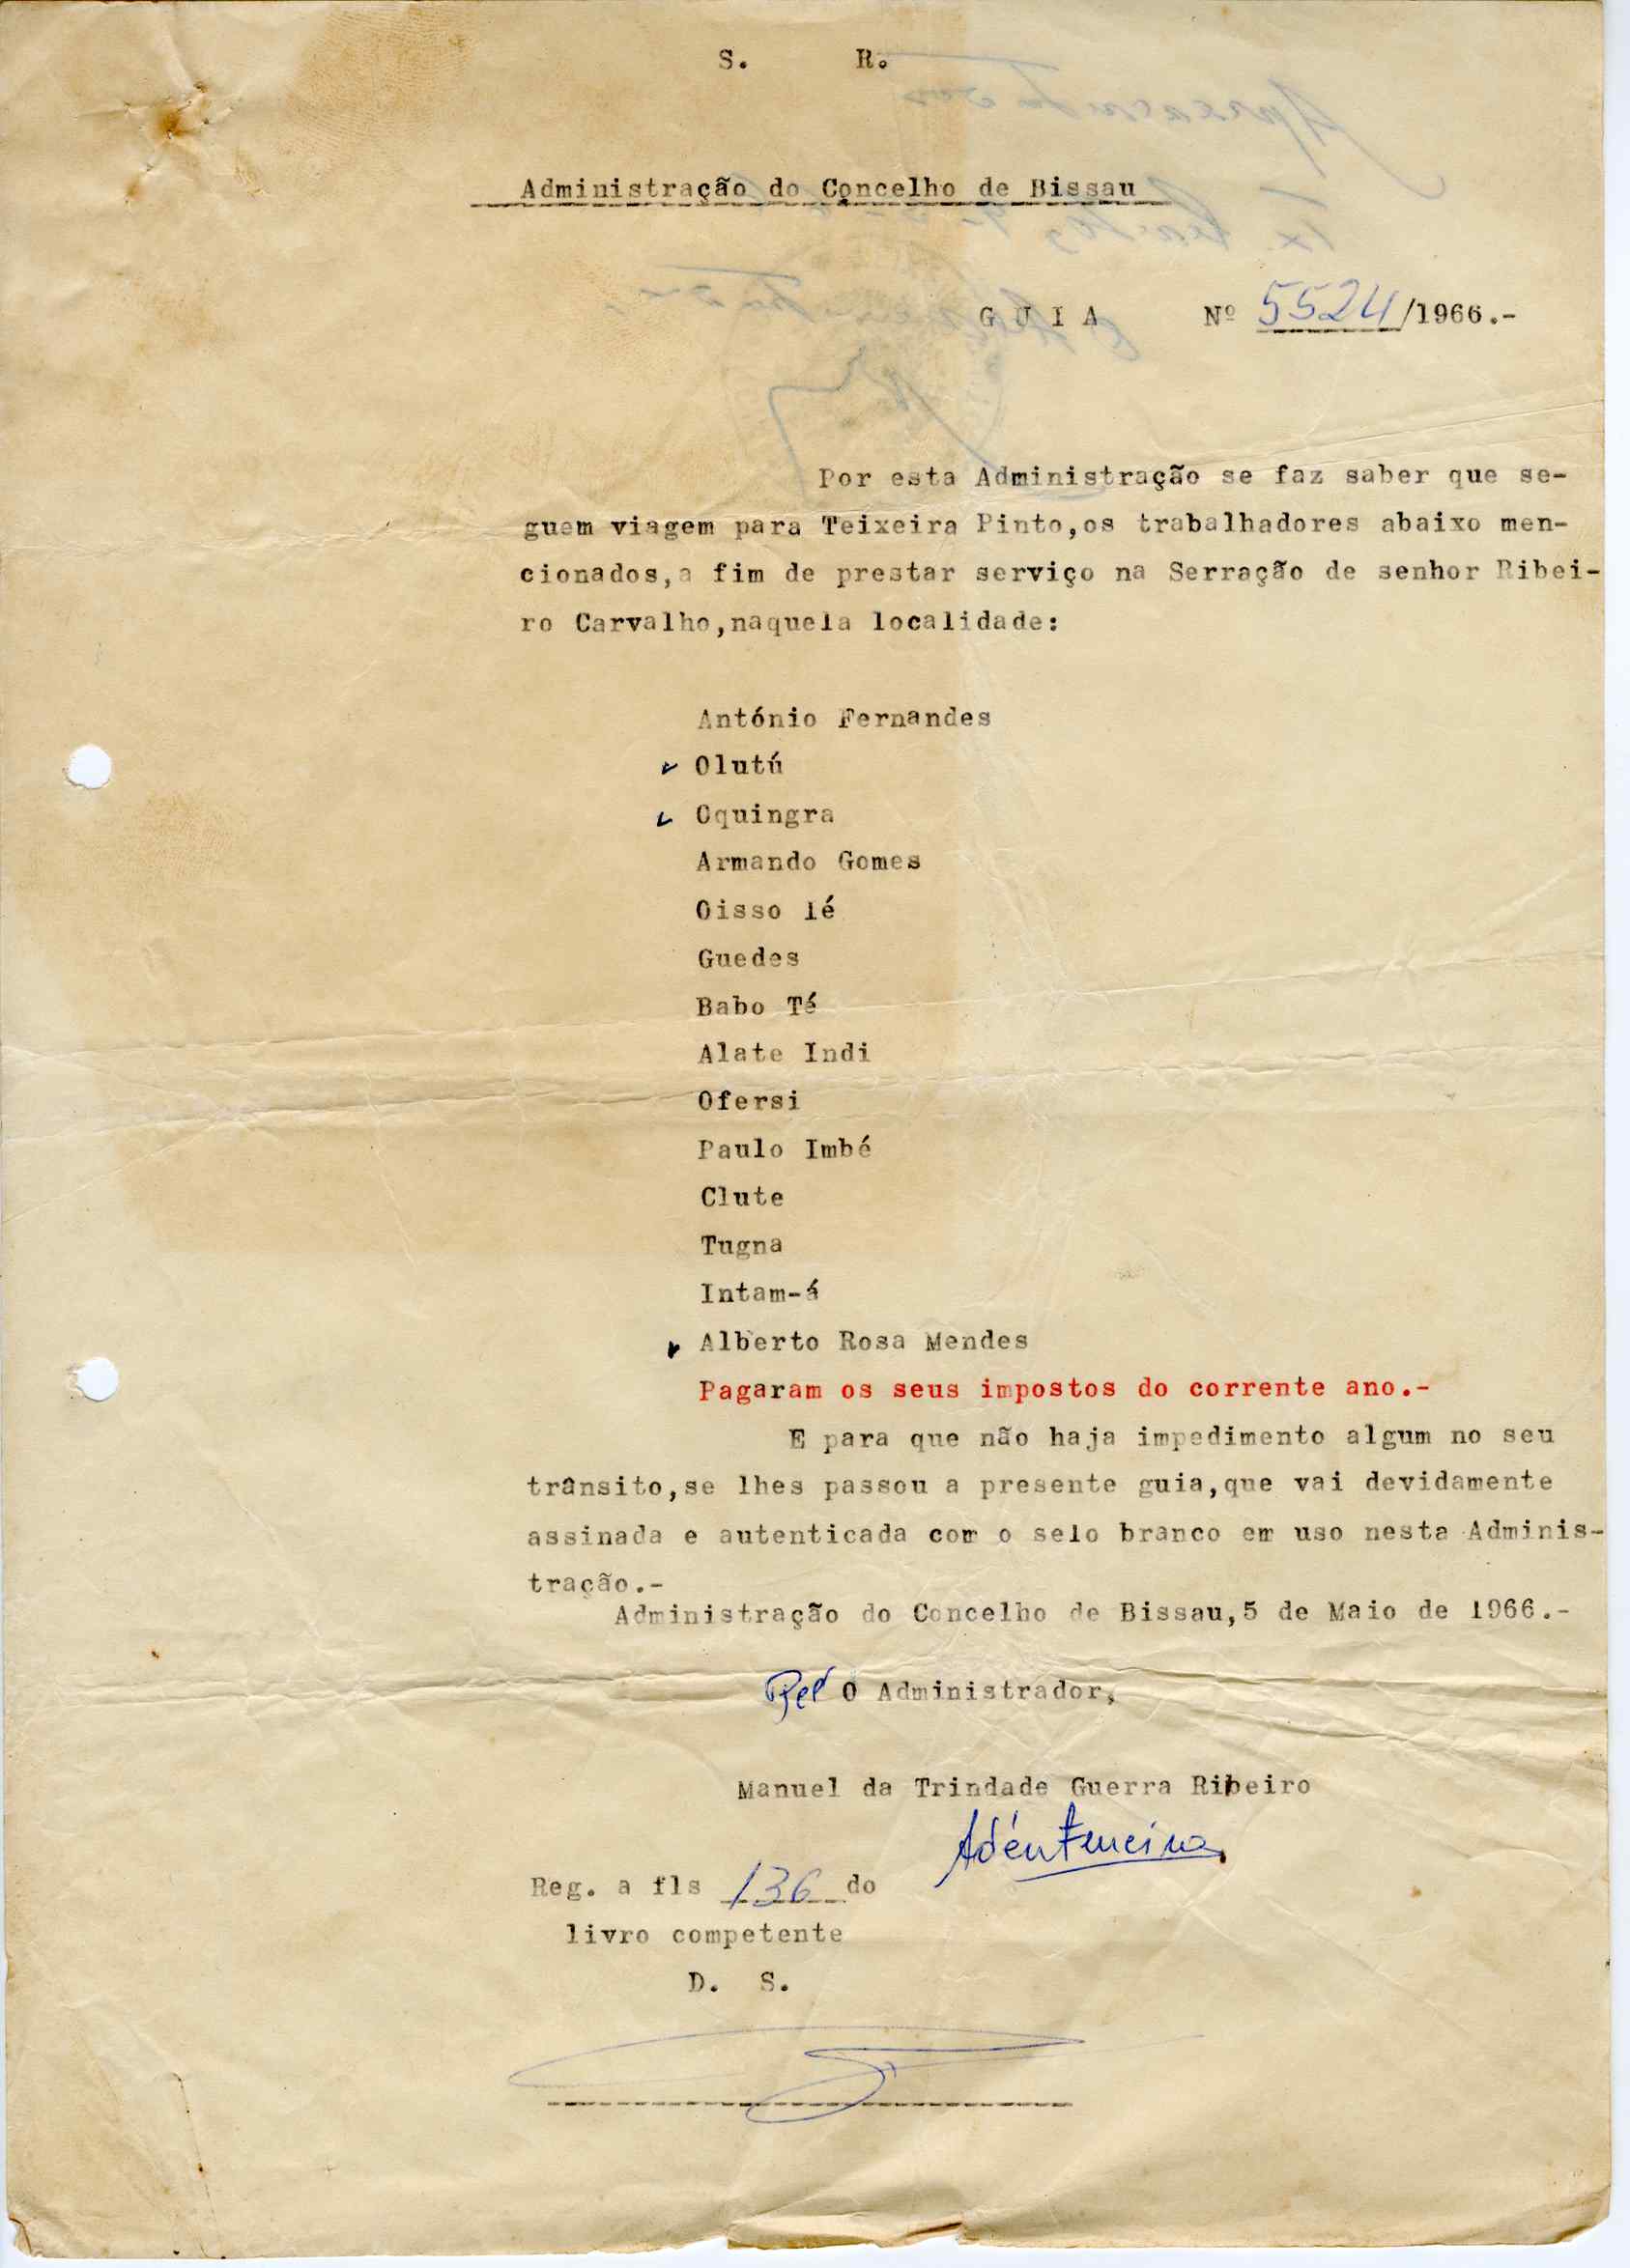 S. R.
Administração do Concelho de Bissau
G U I A Nº 5524/1966.-
Por esta Administração se faz saber que se-
guem viagem para Teixeira Pinto,os trabalhadores abaixo men-
cionados,a fim de prestar serviço na Serração de senhor Ribei-
ro Carvalho,naquela localidade:
António Fernandes
Olutú
Oquingra
Armando Gomes
Oisso lé
Guedes
Babo Té
Alate Indi
Ofersi
Paulo Imbé
Clute
Tugna
Intam-á
Alberto Rosa Mendes
Pagaram os seus impostos do corrente ano.-
E para que não haja impedimento algum no seu
trânsito,se lhes passou a presente guia,que vai devidamente
assinada e autenticada com o selo branco em uso nesta Adminis-
tração.-
Administração do Concelho de Bissau,5 de Maio de 1966.-
Pel O Administrador,
Manuel da Trindade Guerra Ribeiro
Reg. a fls 136 do
livro competente
D. S.